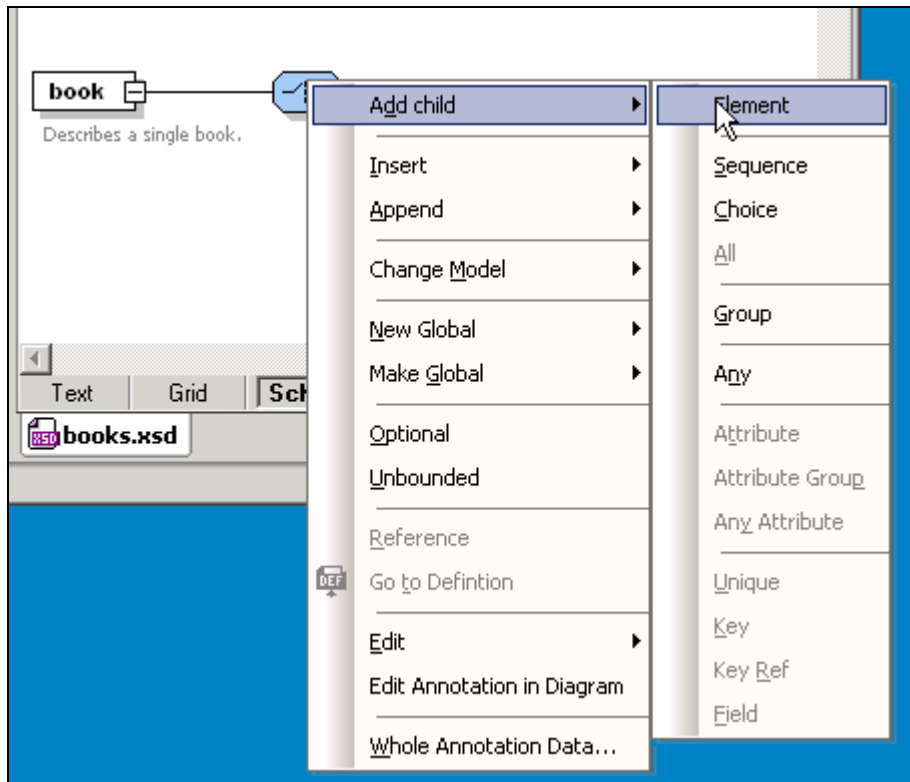 book
Describes a single book.
Text
Grid
Sch
XSD
books.xsd
Add child
Insert
Append
Change Model
New Global
Make Global
Optional
Unbounded
Reference
DEF
Go to Defintion
Edit
Edit Annotation in Diagram
Whole Annotation Data...
Element
Sequence
Choice
All
Group
Any
Attribute
Attribute Group
Any Attribute
Unique
Key
Key Ref
Field